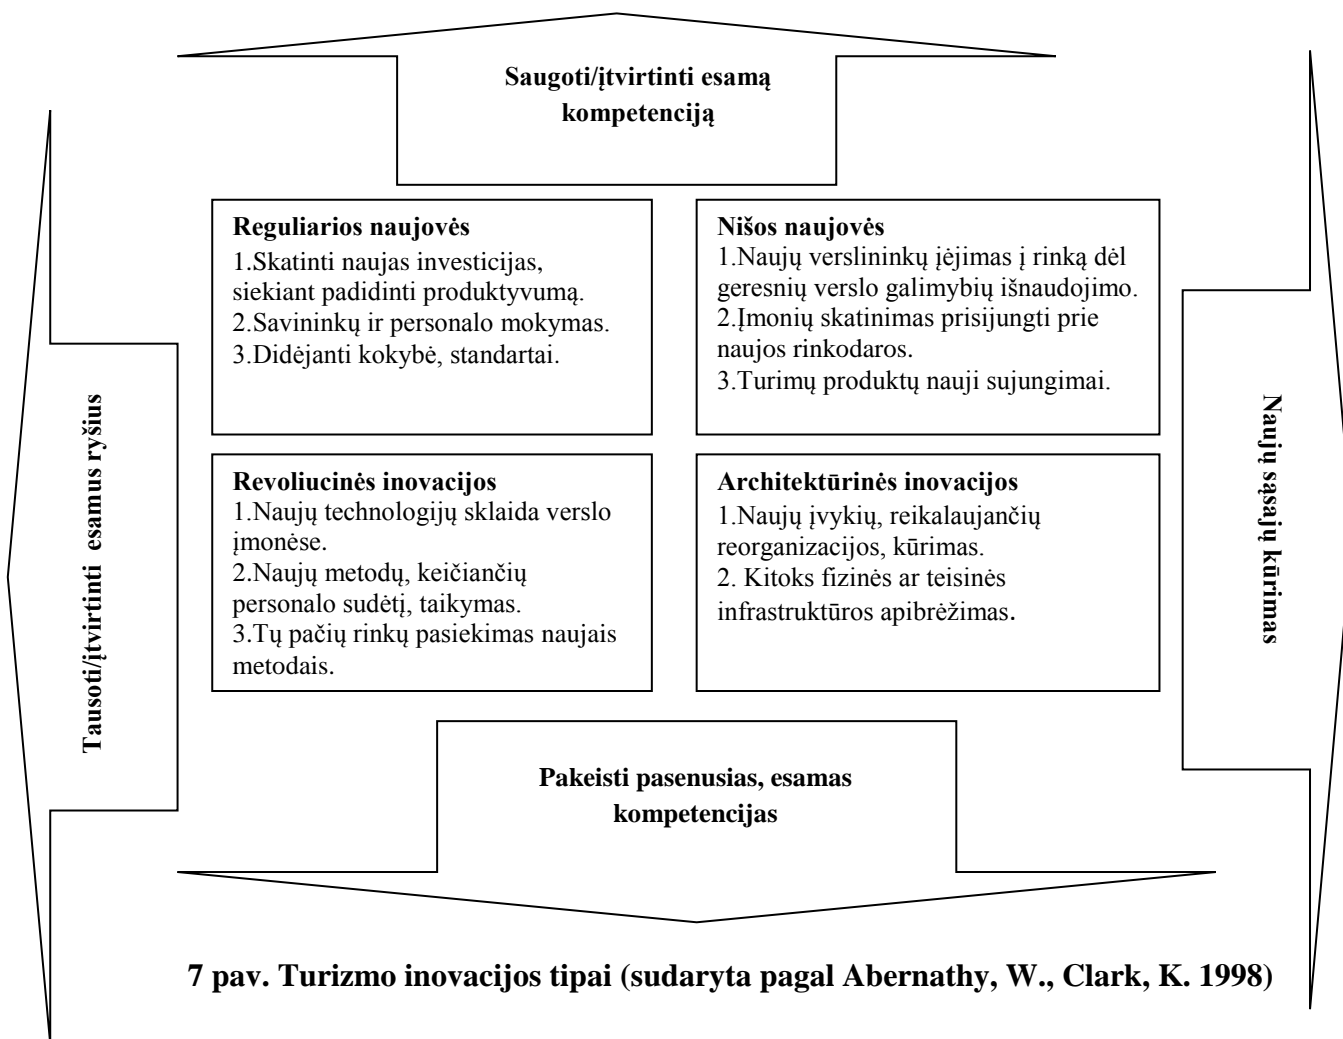 Saugoti/įtvirtinti esamą
kompetenciją
Tausoti/įtvirtinti esamus ryšius
Reguliarios naujovės
1.Skatinti naujas investicijas,
siekiant padidinti produktyvumą.
2.Savininkų ir personalo mokymas.
3.Didėjanti kokybė, standartai.
Nišos naujovės
1.Naujų verslininkų įėjimas į rinką dėl
geresnių verslo galimybių išnaudojimo.
2.Įmonių skatinimas prisijungti prie
naujos rinkodaros.
3.Turimų produktų nauji sujungimai.
Revoliucinės inovacijos
1.Naujų technologijų sklaida verslo
įmonėse.
2.Naujų metodų, keičiančių
personalo sudėtį, taikymas.
3.Tų pačių rinkų pasiekimas naujais
metodais.
Architektūrinės inovacijos
1.Naujų įvykių, reikalaujančių
reorganizacijos, kūrimas.
2. Kitoks fizinės ar teisinės
infrastruktūros apibrėžimas.
Naujų sąsajų kūrimas
Pakeisti pasenusias, esamas
kompetencijas
7 pav. Turizmo inovacijos tipai (sudaryta pagal Abernathy, W., Clark, K. 1998)